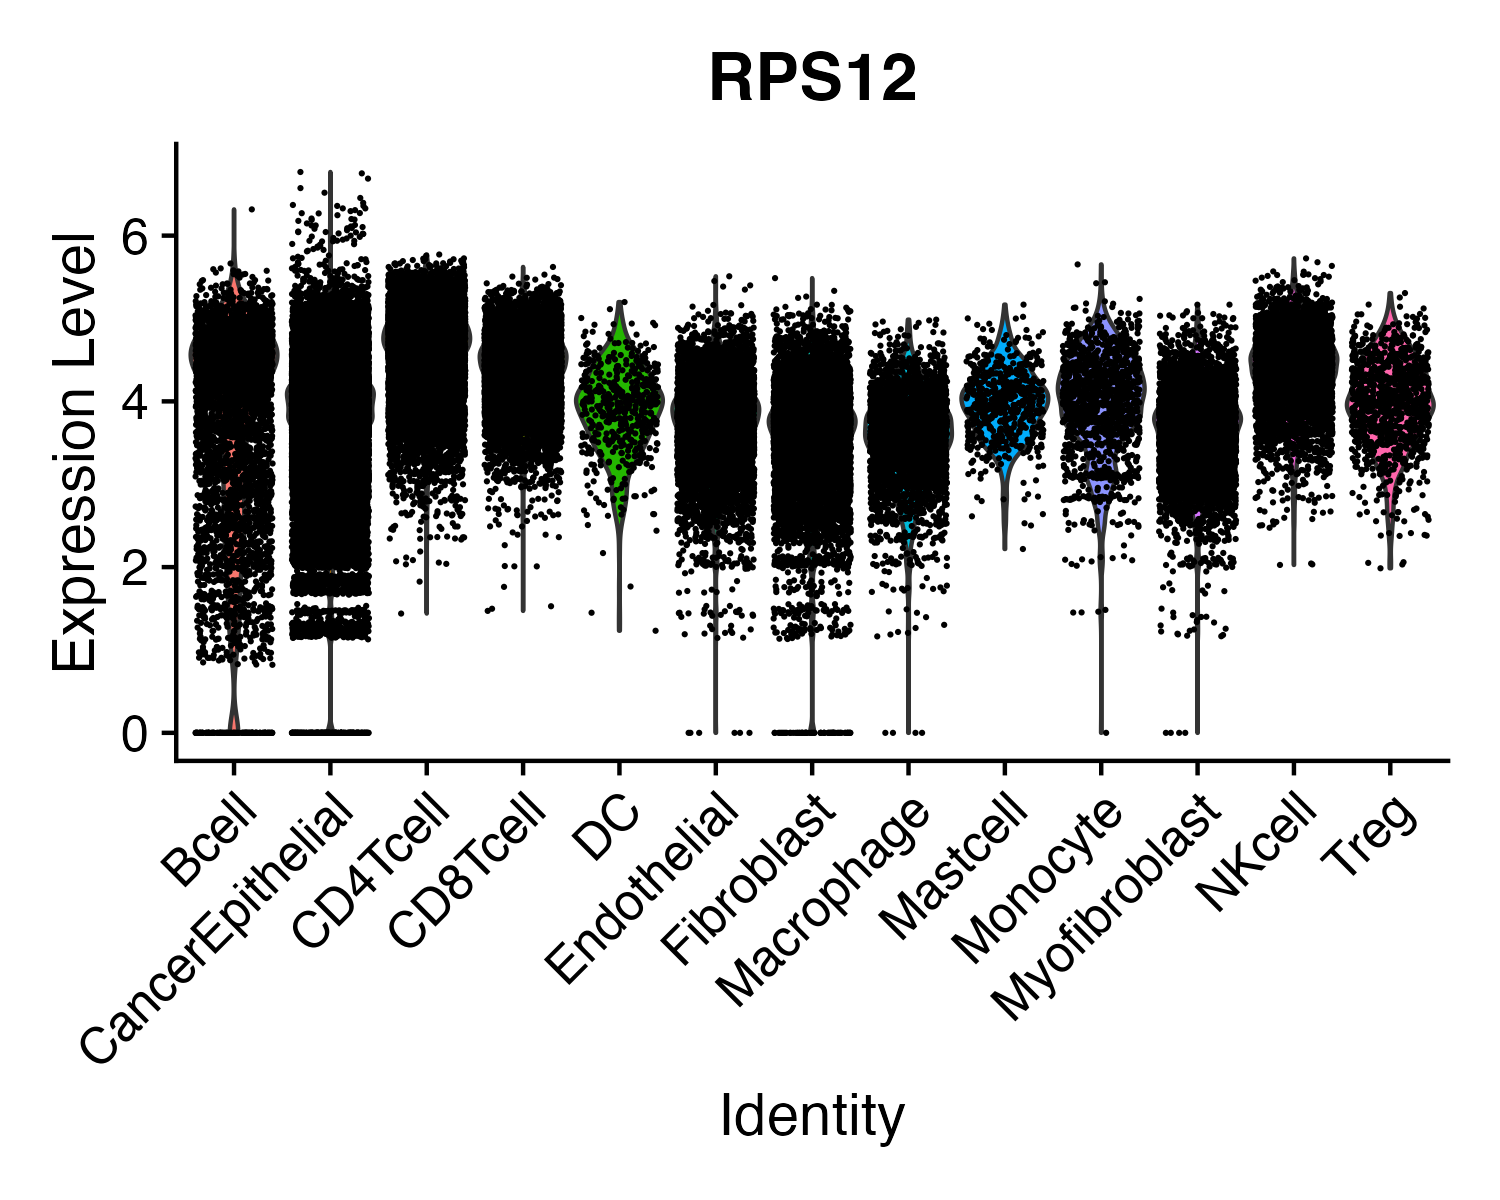 RPS12
Expression Level
6
4
2
0
Bcell
CancerEpithelial
CD4Tcell
CD8Tcell
DC
Endothelial
Fibroblast
Macrophage
Mastcell
Monocyte
Myofibroblast
NKcell
Treg
Identity